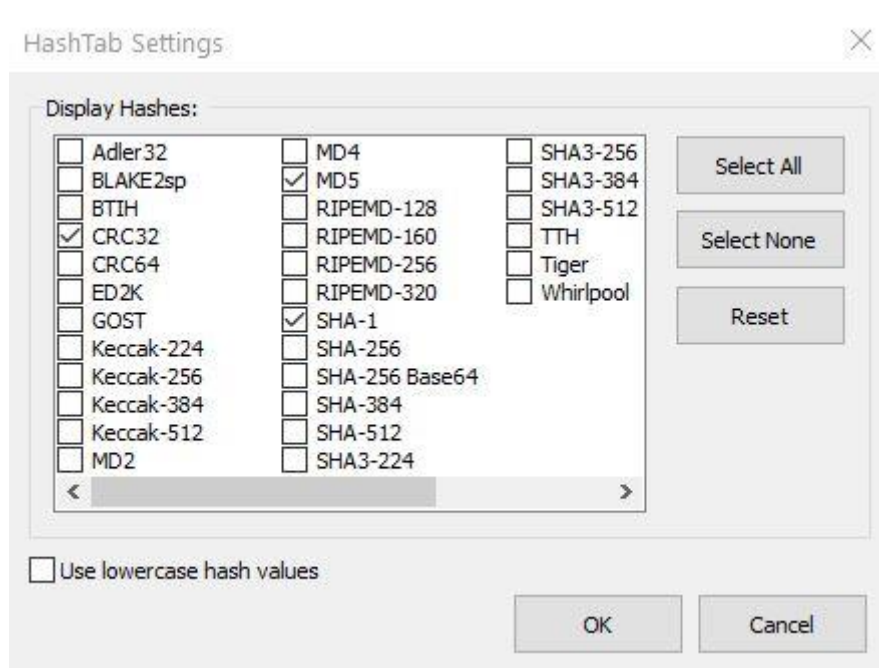 HashTab Settings
Display Hashes:
Adler32
BLAKE2sp
BTIH
CRC32
CRC64
ED2K
GOST
Keccak-224
Keccak-256
Keccak-384
Keccak-512
MD2
MD4
MD5
RIPEMD-128
RIPEMD-160
RIPEMD-256
RIPEMD-320
SHA-1
SHA-256
SHA-256 Base64
SHA-384
SHA-512
SHA3-224
SHA3-256
SHA3-384
SHA3-512
TTH
Tiger
Whirlpool
Select All
Select None
Reset
Use lowercase hash values
OK
Cancel